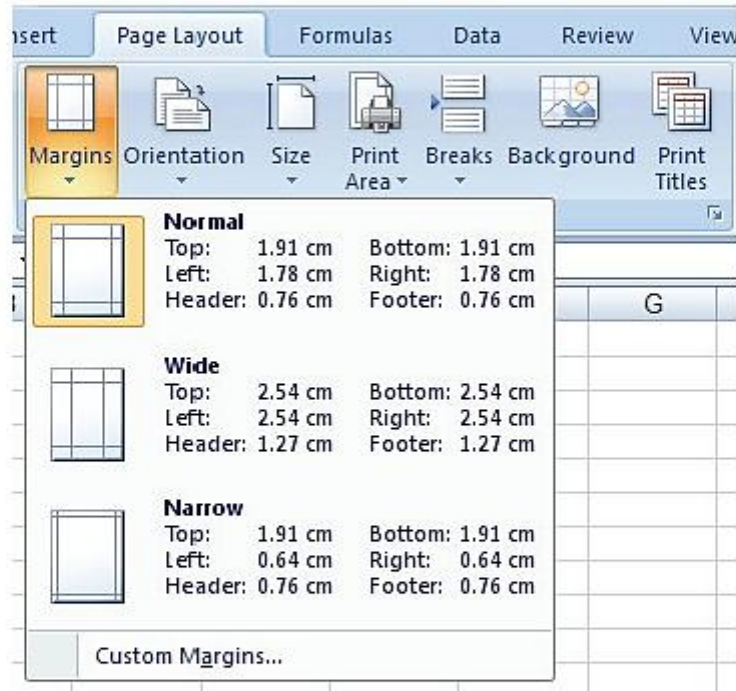 nsert Page Layout Formulas Data Review View
Margins Orientation Size Print Area Breaks Background Print Titles
Normal
Top: 1.91 cm Bottom: 1.91 cm
Left: 1.78 cm Right: 1.78 cm
Header: 0.76 cm Footer: 0.76 cm
G
Wide
Top: 2.54 cm Bottom: 2.54 cm
Left: 2.54 cm Right: 2.54 cm
Header: 1.27 cm Footer: 1.27 cm
Narrow
Top: 1.91 cm Bottom: 1.91 cm
Left: 0.64 cm Right: 0.64 cm
Header: 0.76 cm Footer: 0.76 cm
Custom Margins...